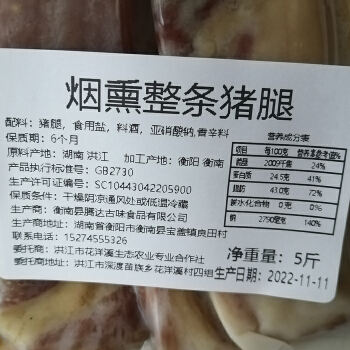 烟熏整条猪腿
配料：猪腿，食用盐，料酒，亚硝酸钠，香辛料
保质期：6个月
原料产地：湖南 洪江 加工产地：衡阳 衡南
产品执行标准号：GB2730
生产许可证编号：SC10443042205900
保质条件：干燥阴凉通风处或低温冷藏
生产商：衡南县腾达古味食品有限公司
生产地址：湖南省衡阳市衡南县宝盖镇良田村
联系电话：15274555326
委托商：洪江市花洋溪生态农业专业合作社
委托商地址：洪江市深渡苗族乡花洋溪村四组
营养成分表
项目 每100克 营养素参考值%
能量 2009千焦 24%
蛋白质 24.5克 41%
脂肪 43.0克 72%
碳水化合物 0克 0%
钠 2790毫克 140%
净重量：5斤
生产日期：2022-11-11